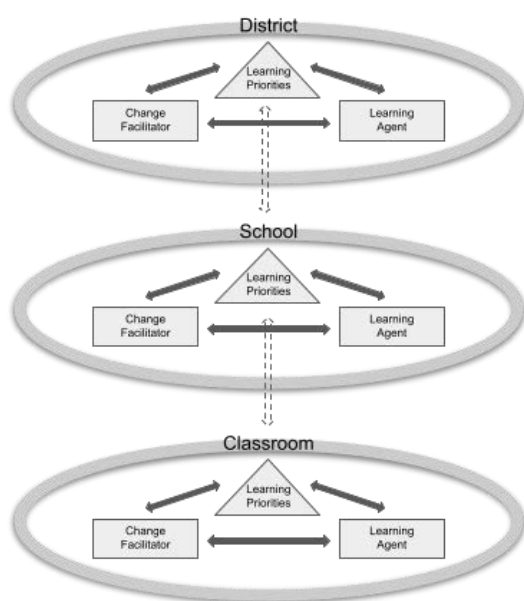 District
Learning
Priorities
Change
Facilitator
Learning
Agent
School
Learning
Priorities
Change
Facilitator
Learning
Agent
Classroom
Learning
Priorities
Change
Facilitator
Learning
Agent